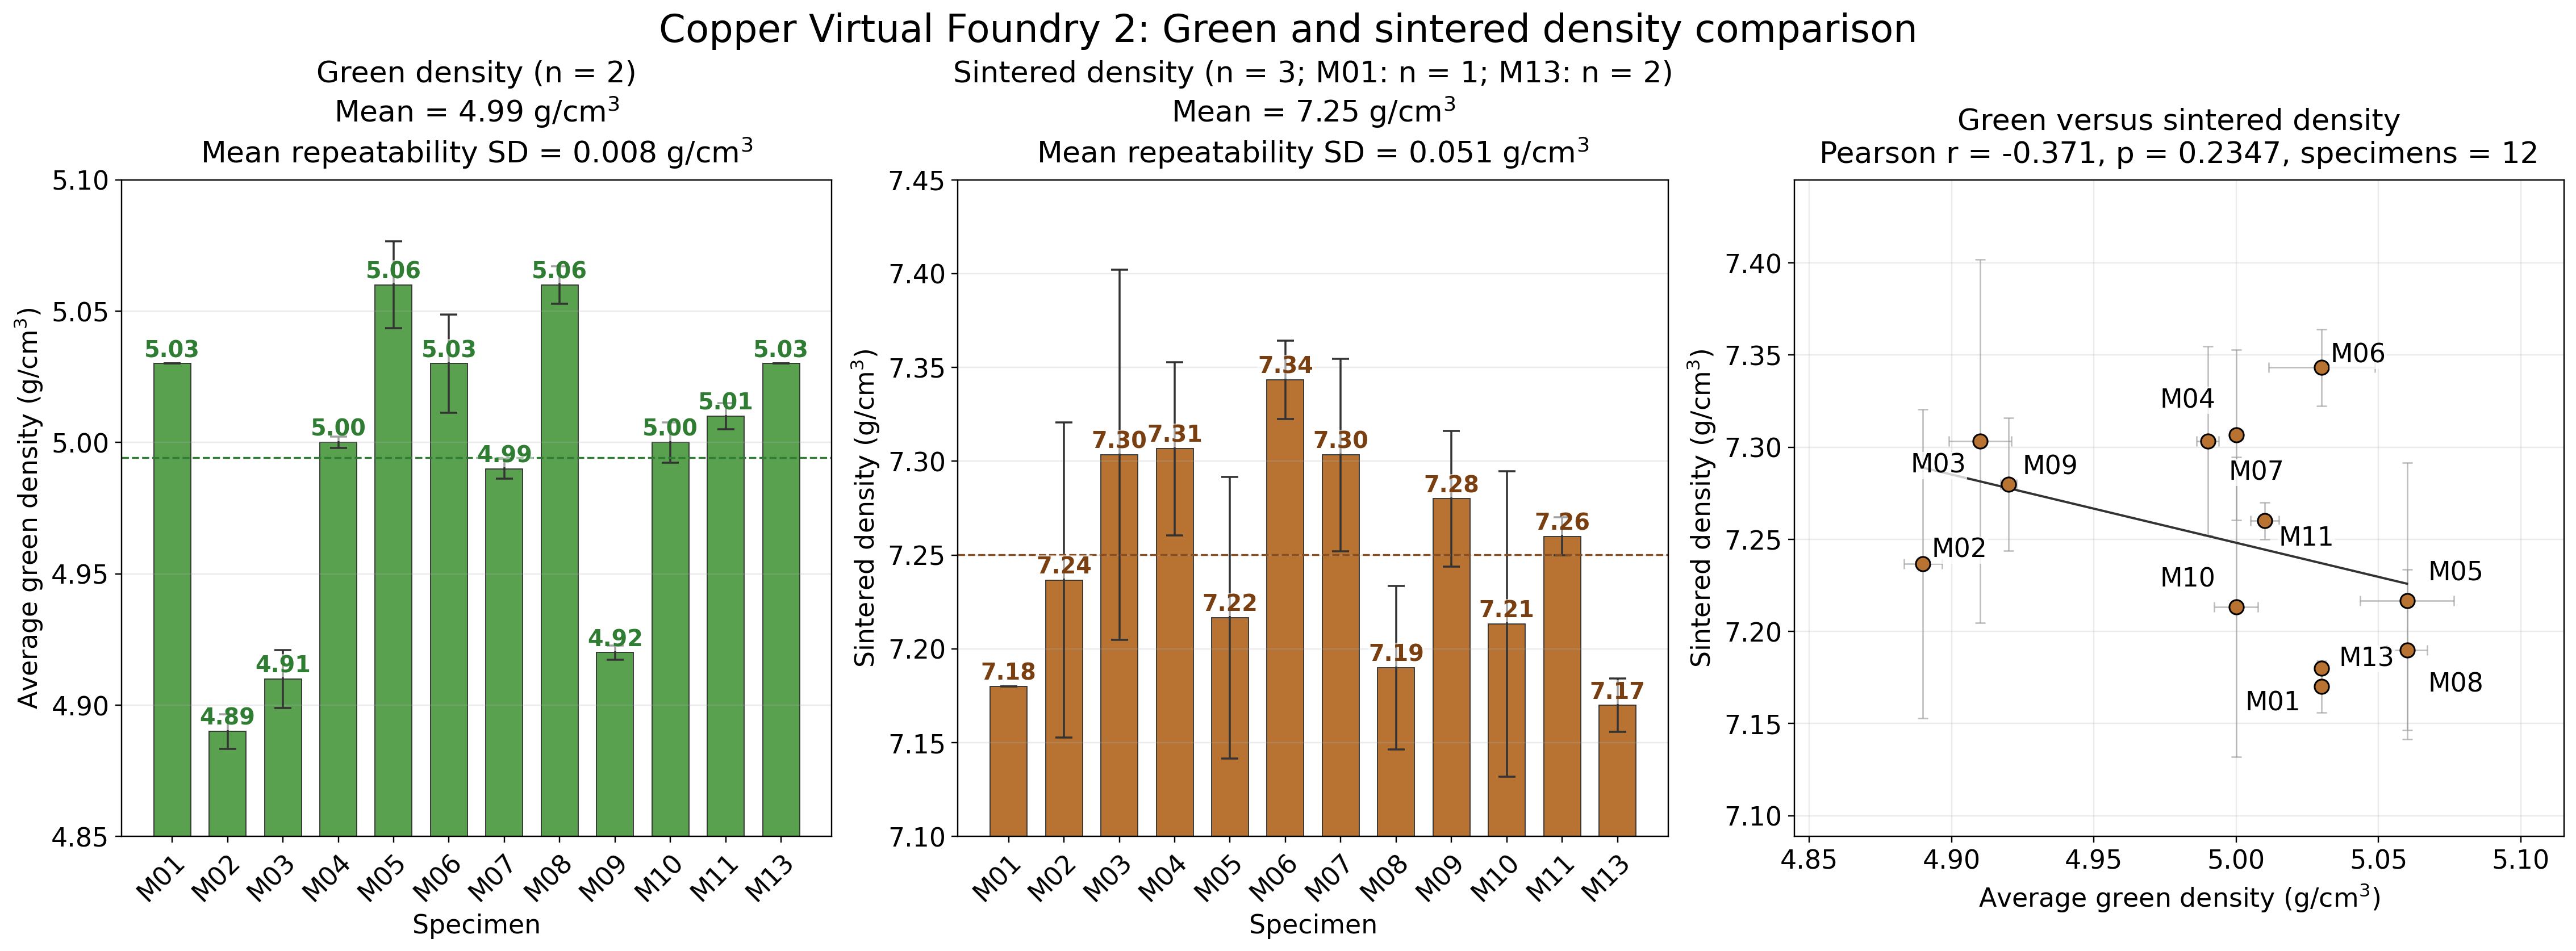 Copper Virtual Foundry 2: Green and sintered density comparison
Green density (n = 2)
Mean = 4.99 g/cm³
Mean repeatability SD = 0.008 g/cm³
Average green density (g/cm³)
5.10
5.05
5.00
4.95
4.90
4.85
5.03
4.89
4.91
5.00
5.06
5.03
4.99
5.06
4.92
5.00
5.01
5.03
M01
M02
M03
M04
M05
M06
M07
M08
M09
M10
M11
M13
Specimen
Sintered density (n = 3; M01: n = 1; M13: n = 2)
Mean = 7.25 g/cm³
Mean repeatability SD = 0.051 g/cm³
Sintered density (g/cm³)
7.45
7.40
7.35
7.30
7.25
7.20
7.15
7.10
7.18
7.24
7.30
7.31
7.22
7.34
7.30
7.19
7.28
7.21
7.26
7.17
M01
M02
M03
M04
M05
M06
M07
M08
M09
M10
M11
M13
Specimen
Green versus sintered density
Pearson r = -0.371, p = 0.2347, specimens = 12
Sintered density (g/cm³)
7.40
7.35
7.30
7.25
7.20
7.15
7.10
M06
M04
M03
M09
M07
M11
M02
M10
M05
M13
M08
M01
4.85
4.90
4.95
5.00
5.05
5.10
Average green density (g/cm³)